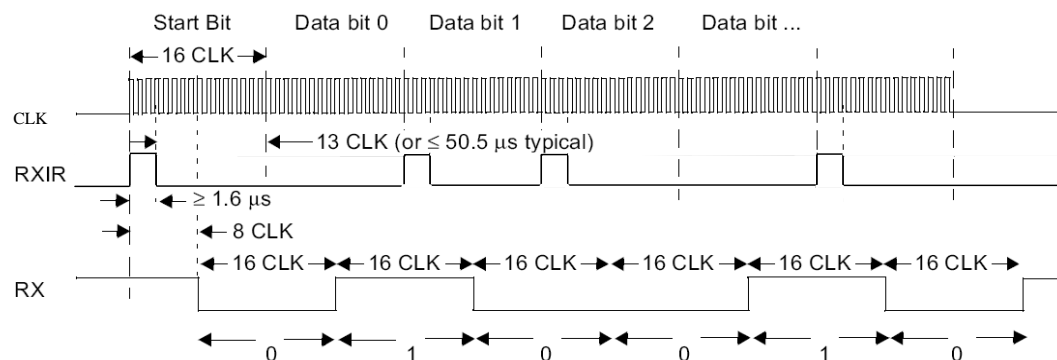 Start Bit Data bit 0 Data bit 1 Data bit 2 Data bit ...
16 CLK
CLK
13 CLK (or ≤ 50.5 μs typical)
RXIR
≥ 1.6 μs
8 CLK
16 CLK 16 CLK 16 CLK 16 CLK 16 CLK 16 CLK
RX
0 1 0 0 1 0